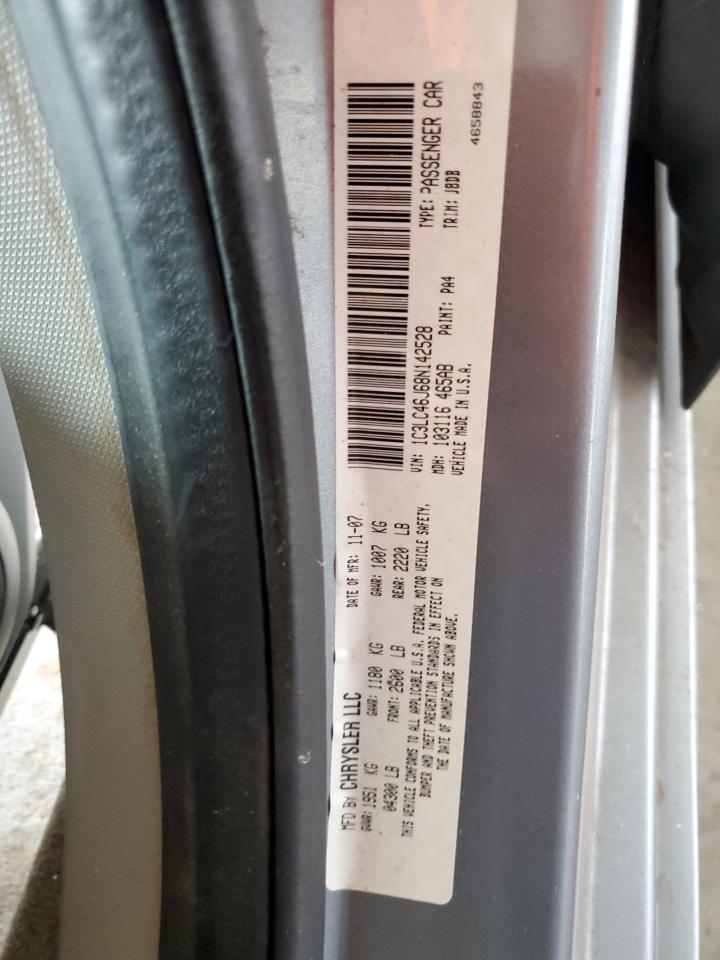 MFD BY CHRYSLER LLC
DATE OF MFR: 11-07
GVWR: 1951 KG
GAWR: 1180 KG
GAWR: 1007 KG
04300 LB
FRONT: 2600 LB
REAR: 2220 LB
THIS VEHICLE CONFORMS TO ALL APPLICABLE U.S.A. FEDERAL MOTOR VEHICLE SAFETY,
BUMPER AND THEFT PREVENTION STANDARDS IN EFFECT ON
THE DATE OF MANUFACTURE SHOWN ABOVE.
VIN: 1C3LC46J68N142528
TYPE: PASSENGER CAR
MDH: 103116 465AB
PAINT: PA4
TRIM: J8DB
VEHICLE MADE IN U.S.A.
4658843